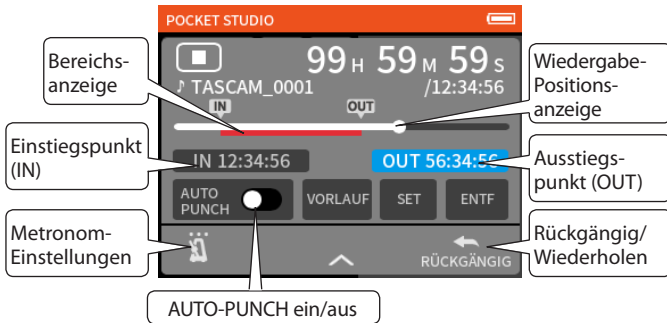 POCKET STUDIO
Bereichs-
anzeige
99 H 59 M 59 S
♪ TASCAM_0001 /12:34:56
IN OUT
Wiedergabe-
Positions-
anzeige
Einstiegspunkt
(IN)
IN 12:34:56 OUT 56:34:56
Ausstiegs-
punkt (OUT)
AUTO
PUNCH
VORLAUF SET ENTF
Metronom-
Einstellungen
RÜCKGÄNGIG
Rückgängig/
Wiederholen
AUTO-PUNCH ein/aus